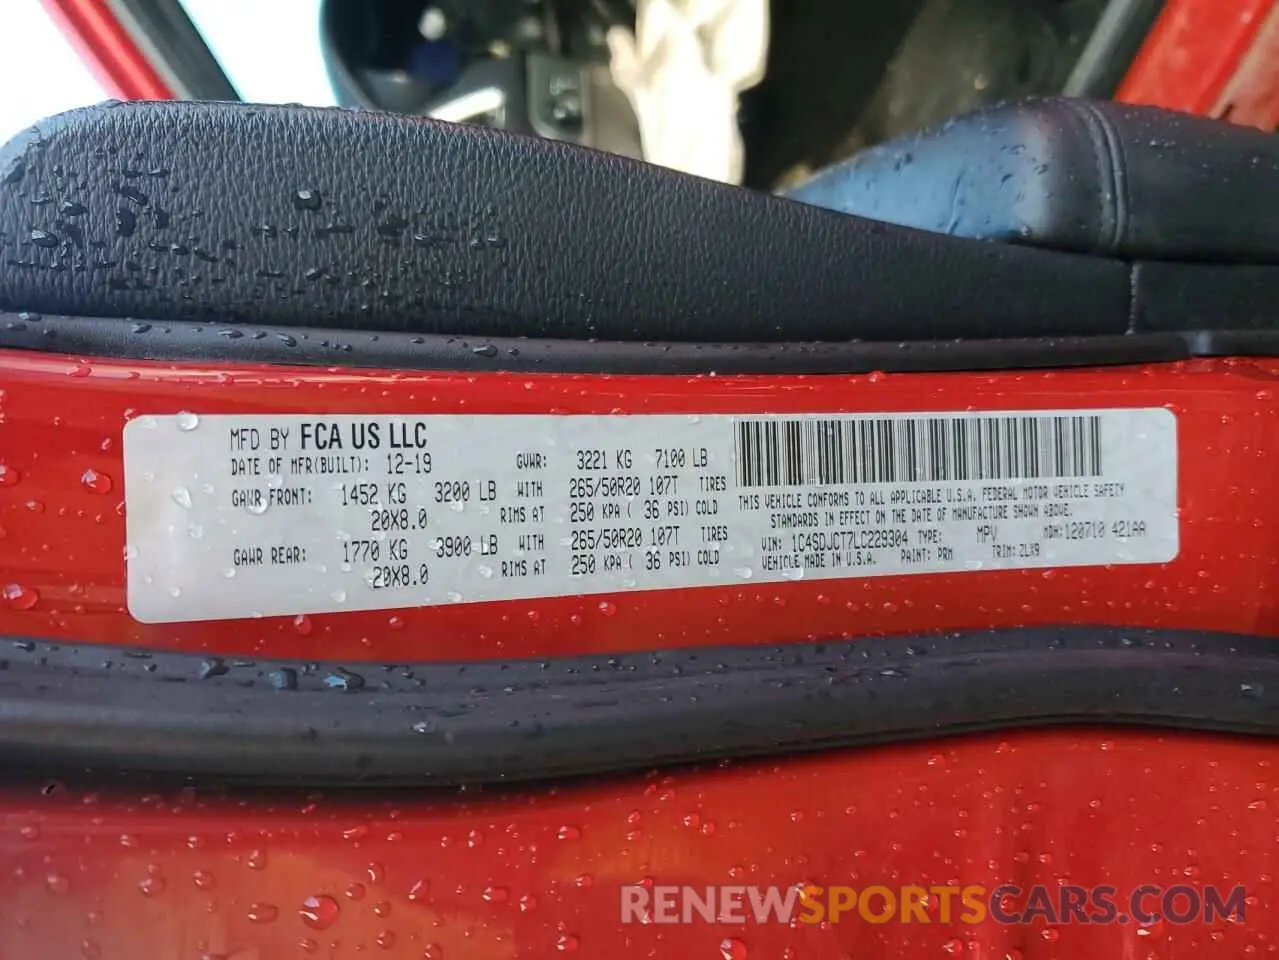 MFD BY FCA US LLC
DATE OF MFR(BUILT): 12-19 GVWR: 3221 KG 7100 LB
GAWR FRONT: 1452 KG 3200 LB WITH 265/50R20 107T TIRES
20X8.0 RIMS AT 250 KPA ( 36 PSI) COLD
GAWR REAR: 1770 KG 3900 LB WITH 265/50R20 107T TIRES
20X8.0 RIMS AT 250 KPA ( 36 PSI) COLD
THIS VEHICLE CONFORMS TO ALL APPLICABLE U.S.A. FEDERAL MOTOR VEHICLE SAFETY
STANDARDS IN EFFECT ON THE DATE OF MANUFACTURE SHOWN ABOVE.
VIN: 1C4SDJCT7LC229304 TYPE: MPV MDH:120710 421AA
VEHICLE MADE IN U.S.A. PAINT: PRM TRIM:ZLX9
RENEWSPORTSCARS.COM